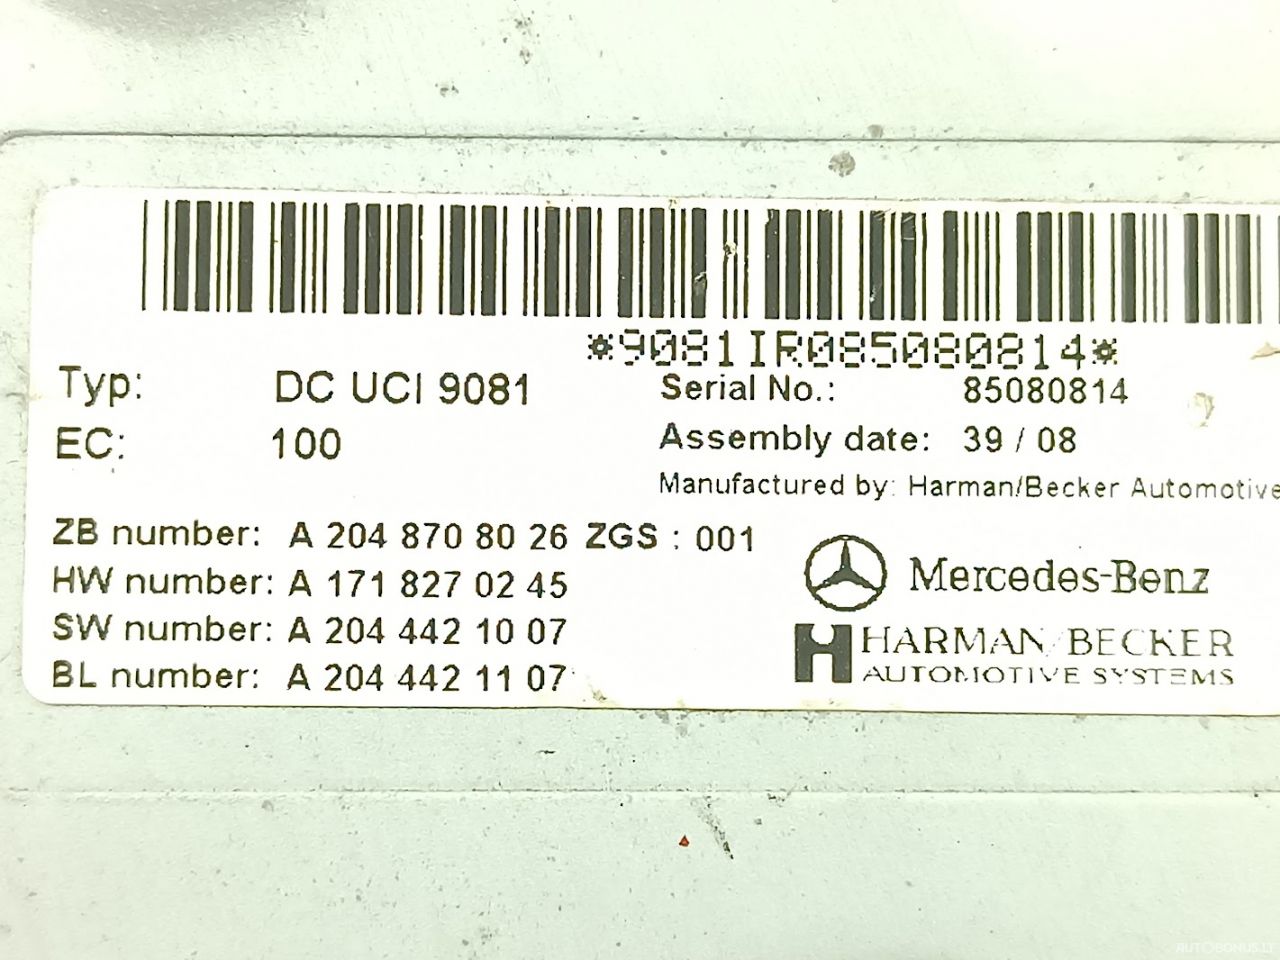 *9081IR085080814*
Typ: DC UCI 9081
Serial No.: 85080814
EC: 100
Assembly date: 39 / 08
Manufactured by: Harman/Becker Automotive
ZB number: A 204 870 80 26 ZGS : 001
HW number: A 171 827 02 45
SW number: A 204 442 10 07
BL number: A 204 442 11 07
Mercedes-Benz
HARMAN/BECKER
AUTOMOTIVE SYSTEMS
AUTOBONUS.LT